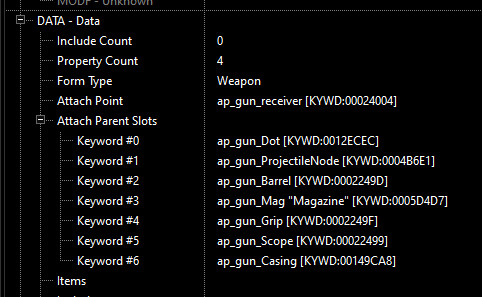 MODF - Unknown
DATA - Data
Include Count 0
Property Count 4
Form Type Weapon
Attach Point ap_gun_receiver [KYWD:00024004]
Attach Parent Slots
Keyword #0 ap_gun_Dot [KYWD:0012ECEC]
Keyword #1 ap_gun_ProjectileNode [KYWD:0004B6E1]
Keyword #2 ap_gun_Barrel [KYWD:0002249D]
Keyword #3 ap_gun_Mag "Magazine" [KYWD:0005D4D7]
Keyword #4 ap_gun_Grip [KYWD:0002249F]
Keyword #5 ap_gun_Scope [KYWD:00022499]
Keyword #6 ap_gun_Casing [KYWD:00149CA8]
Items